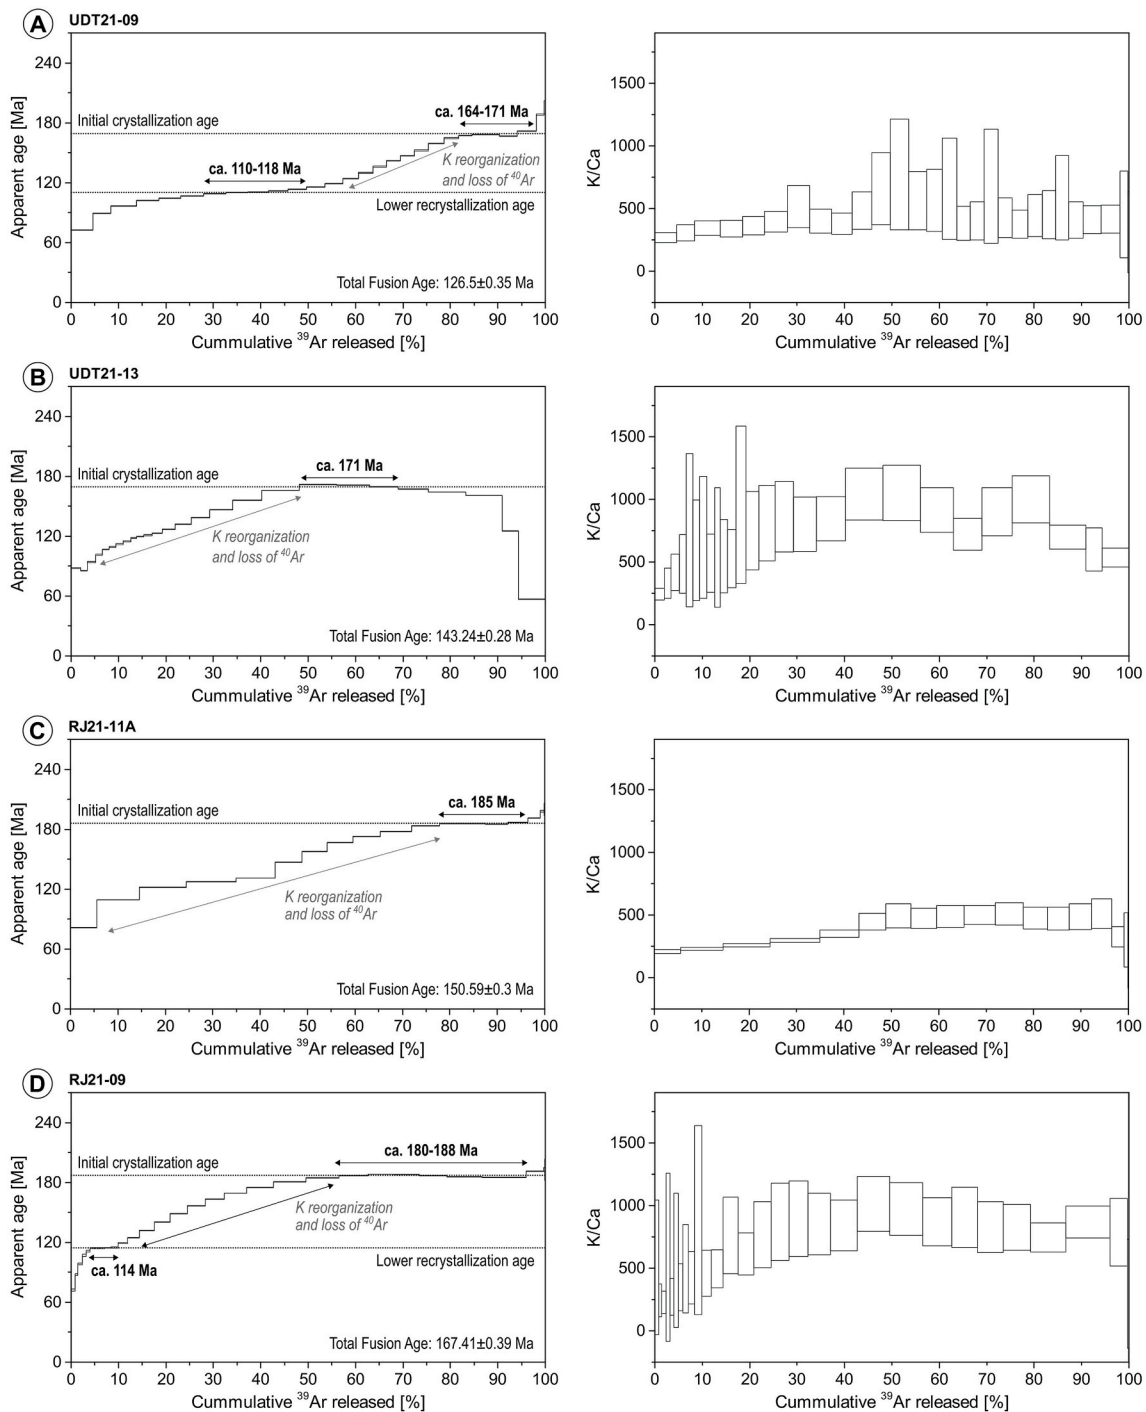 A UDT21-09
240
180
120
60
0
Apparent age [Ma]
Initial crystallization age
ca. 164-171 Ma
ca. 110-118 Ma
K reorganization
and loss of ⁴⁰Ar
Lower recrystallization age
Total Fusion Age: 126.5±0.35 Ma
0 10 20 30 40 50 60 70 80 90 100
Cummulative ³⁹Ar released [%]
1500
1000
500
0
K/Ca
0 10 20 30 40 50 60 70 80 90 100
Cummulative ³⁹Ar released [%]
B UDT21-13
240
180
120
60
0
Apparent age [Ma]
Initial crystallization age
ca. 171 Ma
K reorganization
and loss of ⁴⁰Ar
Total Fusion Age: 143.24±0.28 Ma
0 10 20 30 40 50 60 70 80 90 100
Cummulative ³⁹Ar released [%]
1500
1000
500
0
K/Ca
0 10 20 30 40 50 60 70 80 90 100
Cummulative ³⁹Ar released [%]
C RJ21-11A
240
180
120
60
0
Apparent age [Ma]
Initial crystallization age
ca. 185 Ma
K reorganization
and loss of ⁴⁰Ar
Total Fusion Age: 150.59±0.3 Ma
0 10 20 30 40 50 60 70 80 90 100
Cummulative ³⁹Ar released [%]
1500
1000
500
0
K/Ca
0 10 20 30 40 50 60 70 80 90 100
Cummulative ³⁹Ar released [%]
D RJ21-09
240
180
120
60
0
Apparent age [Ma]
Initial crystallization age
ca. 180-188 Ma
K reorganization
and loss of ⁴⁰Ar
ca. 114 Ma
Lower recrystallization age
Total Fusion Age: 167.41±0.39 Ma
0 10 20 30 40 50 60 70 80 90 100
Cummulative ³⁹Ar released [%]
1500
1000
500
0
K/Ca
0 10 20 30 40 50 60 70 80 90 100
Cummulative ³⁹Ar released [%]